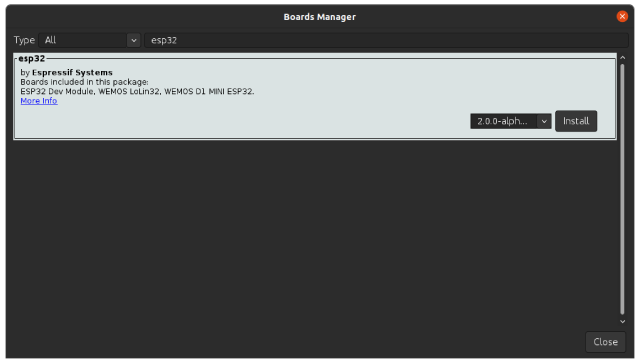 Boards Manager
Type All esp32
esp32
by Espressif Systems
Boards included in this package:
ESP32 Dev Module, WEMOS LoLin32, WEMOS D1 MINI ESP32.
More Info
2.0.0-alph... Install
Close